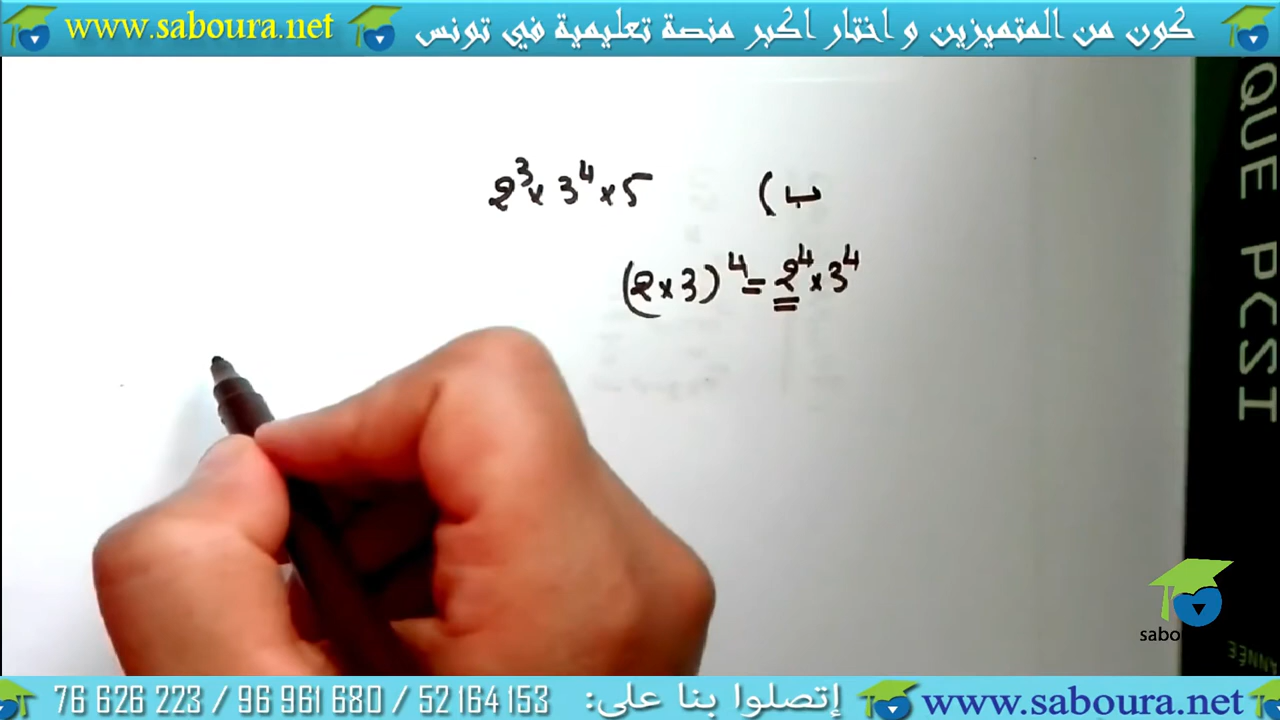 www.saboura.net كون من المتميزين و اختار اكبر منصة تعليمية في تونس
QUE PCSI
2³ × 3⁴ × 5 ب)
(2 × 3)⁴ = 2⁴ × 3⁴
sabo
ANNÉE
76 626 223 / 96 961 680 / 52 164 153 إتصلوا بنا على: www.saboura.net